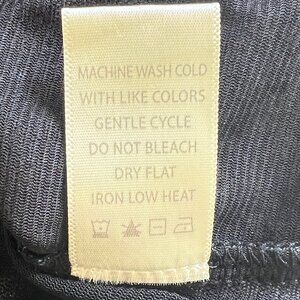 MACHINE WASH COLD
WITH LIKE COLORS
GENTLE CYCLE
DO NOT BLEACH
DRY FLAT
IRON LOW HEAT